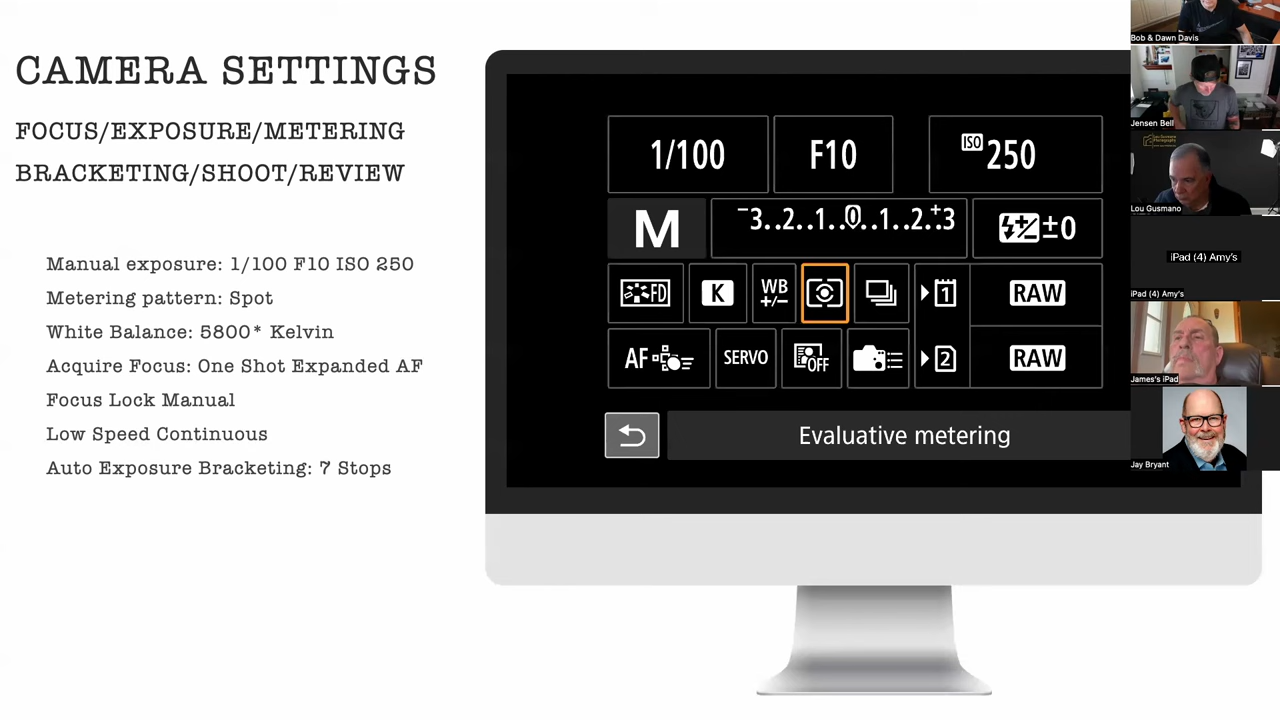 CAMERA SETTINGS
FOCUS/EXPOSURE/METERING
BRACKETING/SHOOT/REVIEW
Manual exposure: 1/100 F10 ISO 250
Metering pattern: Spot
White Balance: 5800* Kelvin
Acquire Focus: One Shot Expanded AF
Focus Lock Manual
Low Speed Continuous
Auto Exposure Bracketing: 7 Stops
1/100 F10 ISO 250
M -3..2..1..0..1..2..+3 ±0
FD K WB +/- 1 RAW
AF SERVO OFF 2 RAW
Evaluative metering
Bob & Dawn Davis
Jensen Bell
Lou Gusmano
iPad (4) Amy's
iPad (4) Amy's
James's iPad
Jay Bryant